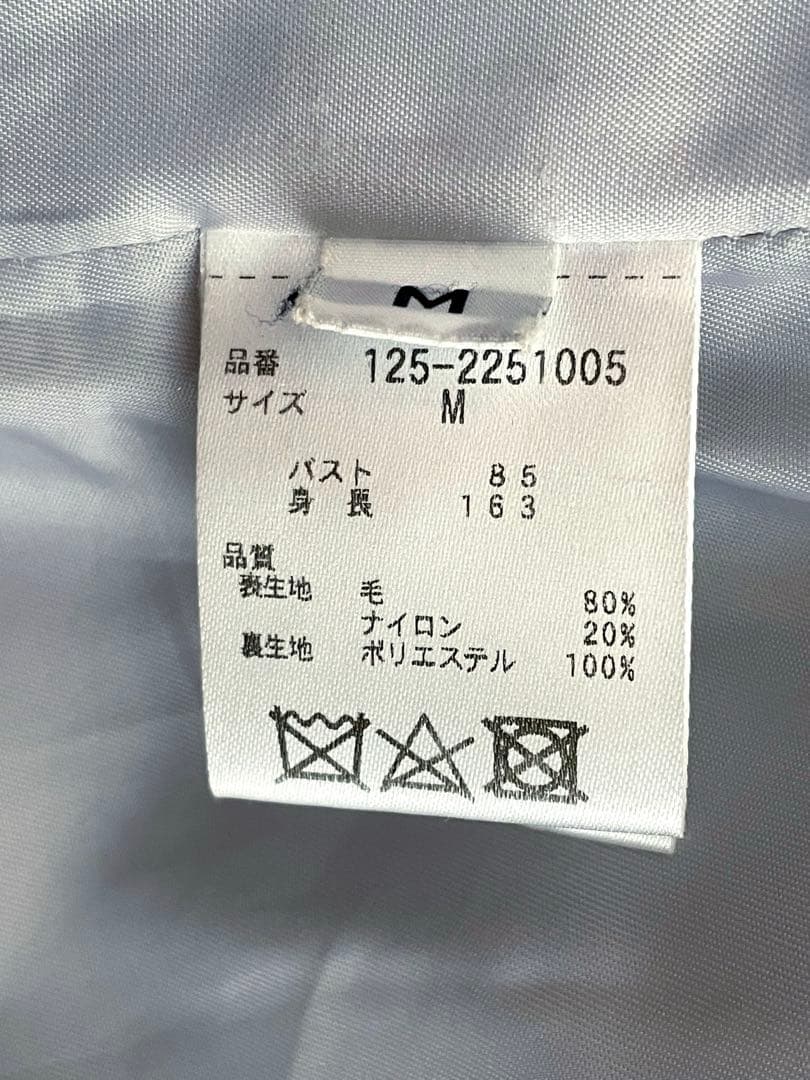 M
品番 125-2251005
サイズ M
バスト 85
身長 163
品質
表生地 毛 80%
ナイロン 20%
裏生地 ポリエステル 100%